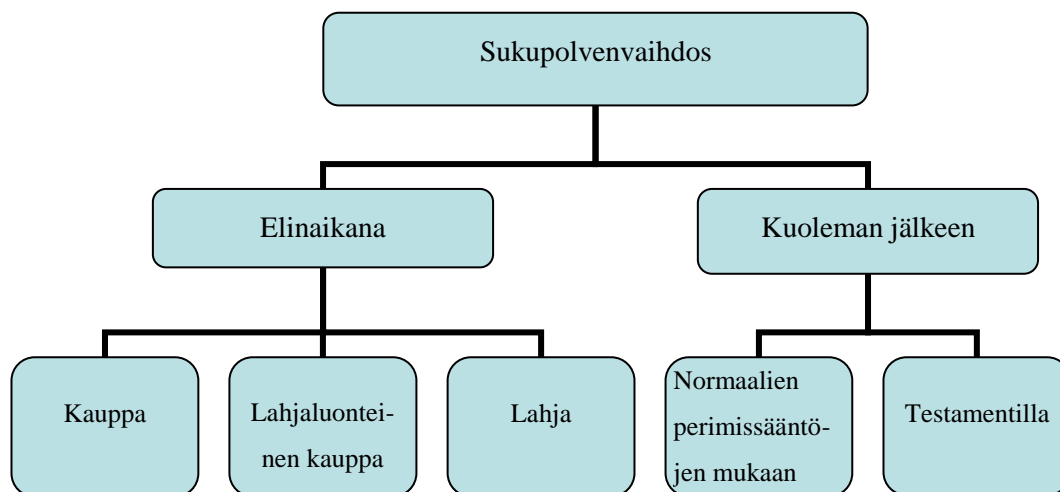 Sukupolvenvaihdos
Elinaikana
Kuoleman jälkeen
Kauppa
Lahjaluontei-
nen kauppa
Lahja
Normaalien
perimissääntö-
jen mukaan
Testamentilla